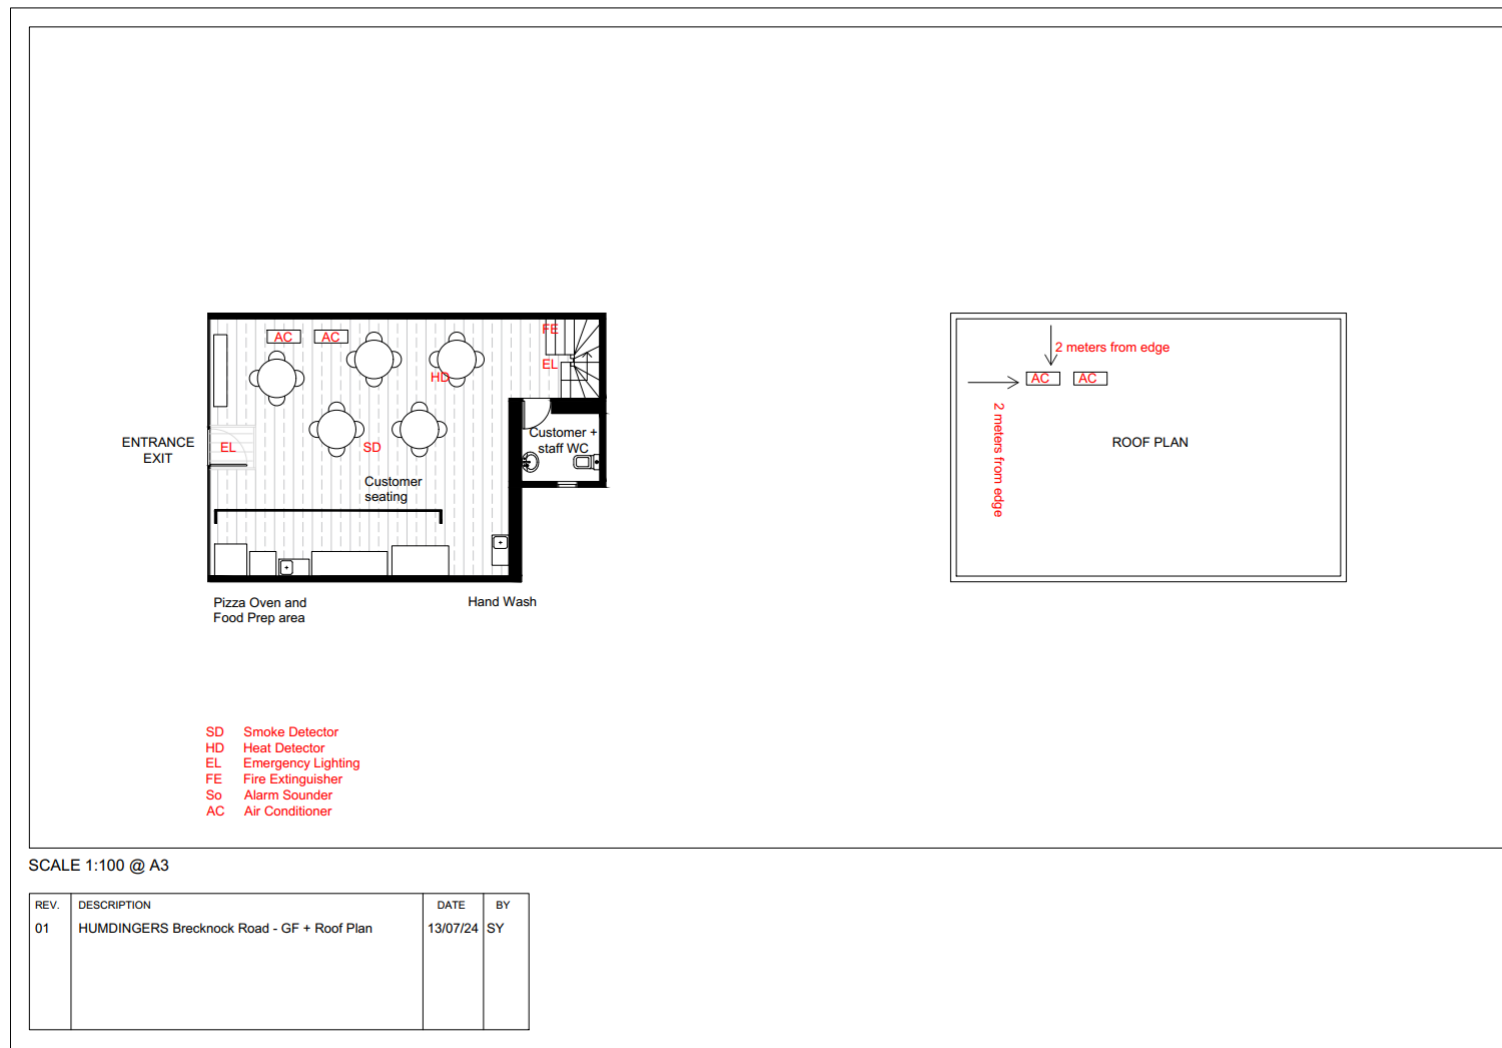 AC
AC
FE
EL
HD
ENTRANCE
EXIT
EL
SD
Customer +
staff WC
Customer
seating
Pizza Oven and
Food Prep area
Hand Wash
2 meters from edge
AC
AC
2 meters from edge
ROOF PLAN
SD Smoke Detector
HD Heat Detector
EL Emergency Lighting
FE Fire Extinguisher
So Alarm Sounder
AC Air Conditioner
SCALE 1:100 @ A3
REV. DESCRIPTION DATE BY
01 HUMDINGERS Brecknock Road - GF + Roof Plan 13/07/24 SY